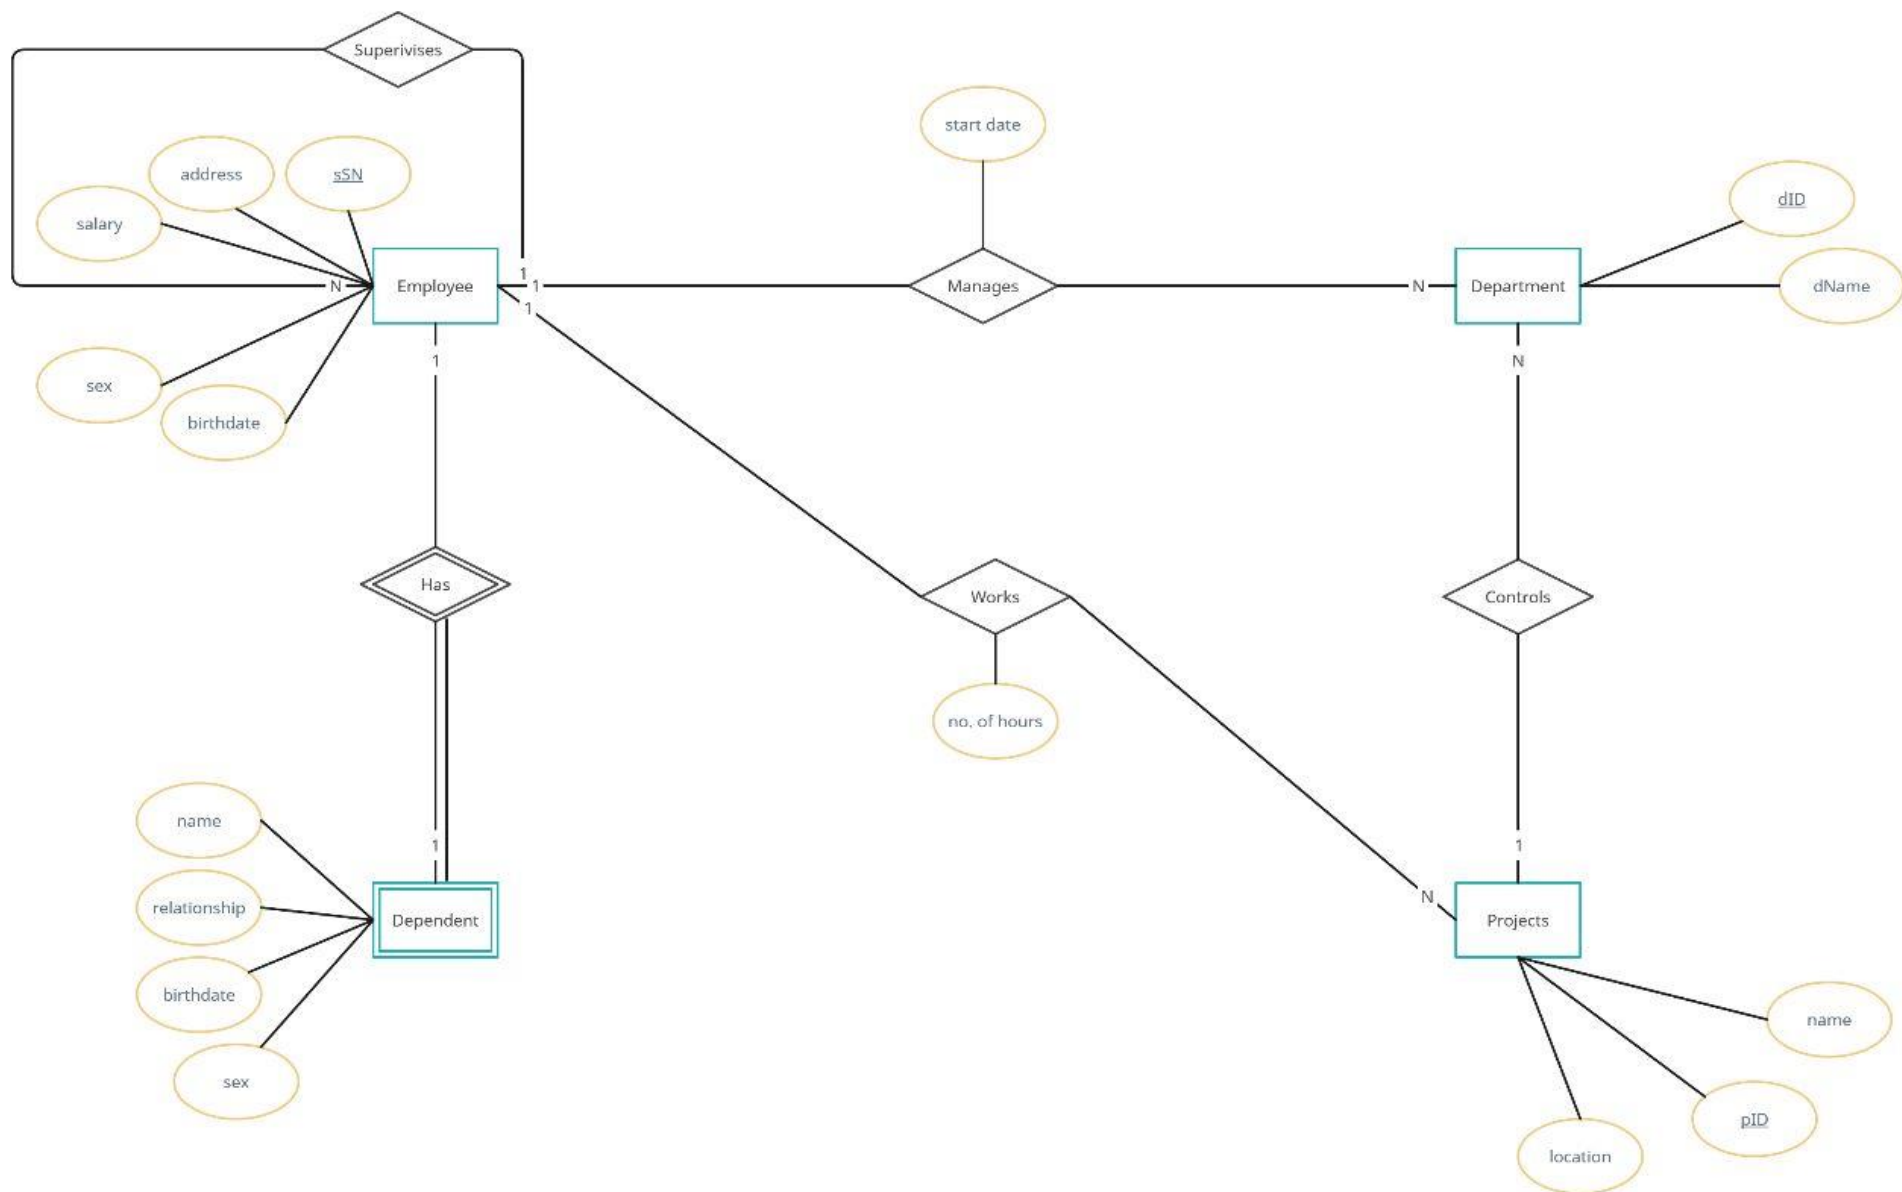 Superivises
start date
address
sSN
salary
dID
Employee
1
1
1
N
Manages
N
Department
dName
1
N
sex
birthdate
Has
Works
Controls
no. of hours
name
1
1
relationship
Dependent
N
Projects
birthdate
name
sex
pID
location